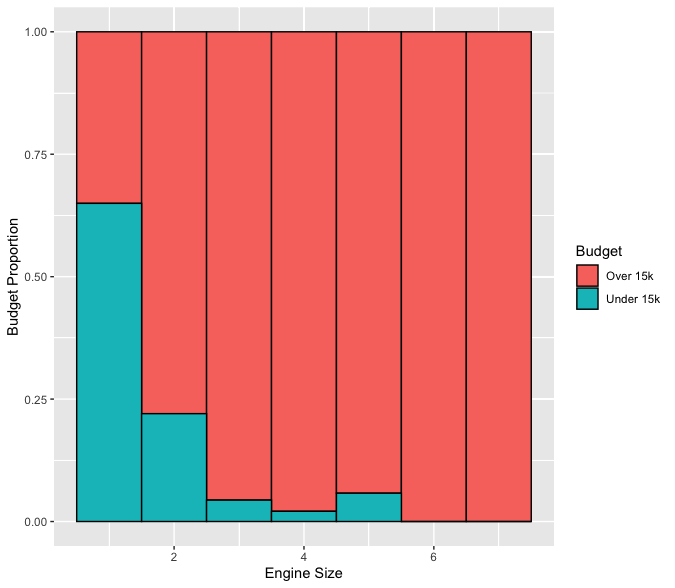 1.00
0.75
0.50
0.25
0.00
Budget Proportion
2
4
6
Engine Size
Budget
Over 15k
Under 15k